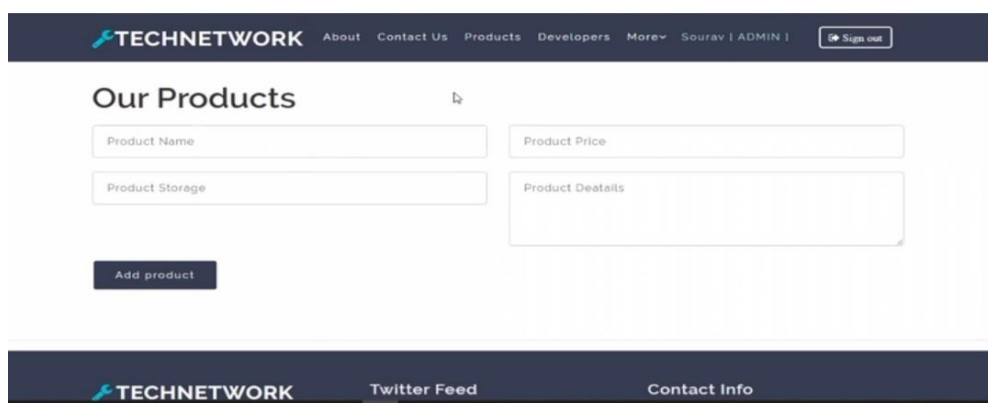 TECHNETWORK About Contact Us Products Developers More Sourav [ ADMIN ] Sign out
Our Products
Product Name Product Price
Product Storage Product Deatails
Add product
TECHNETWORK Twitter Feed Contact Info